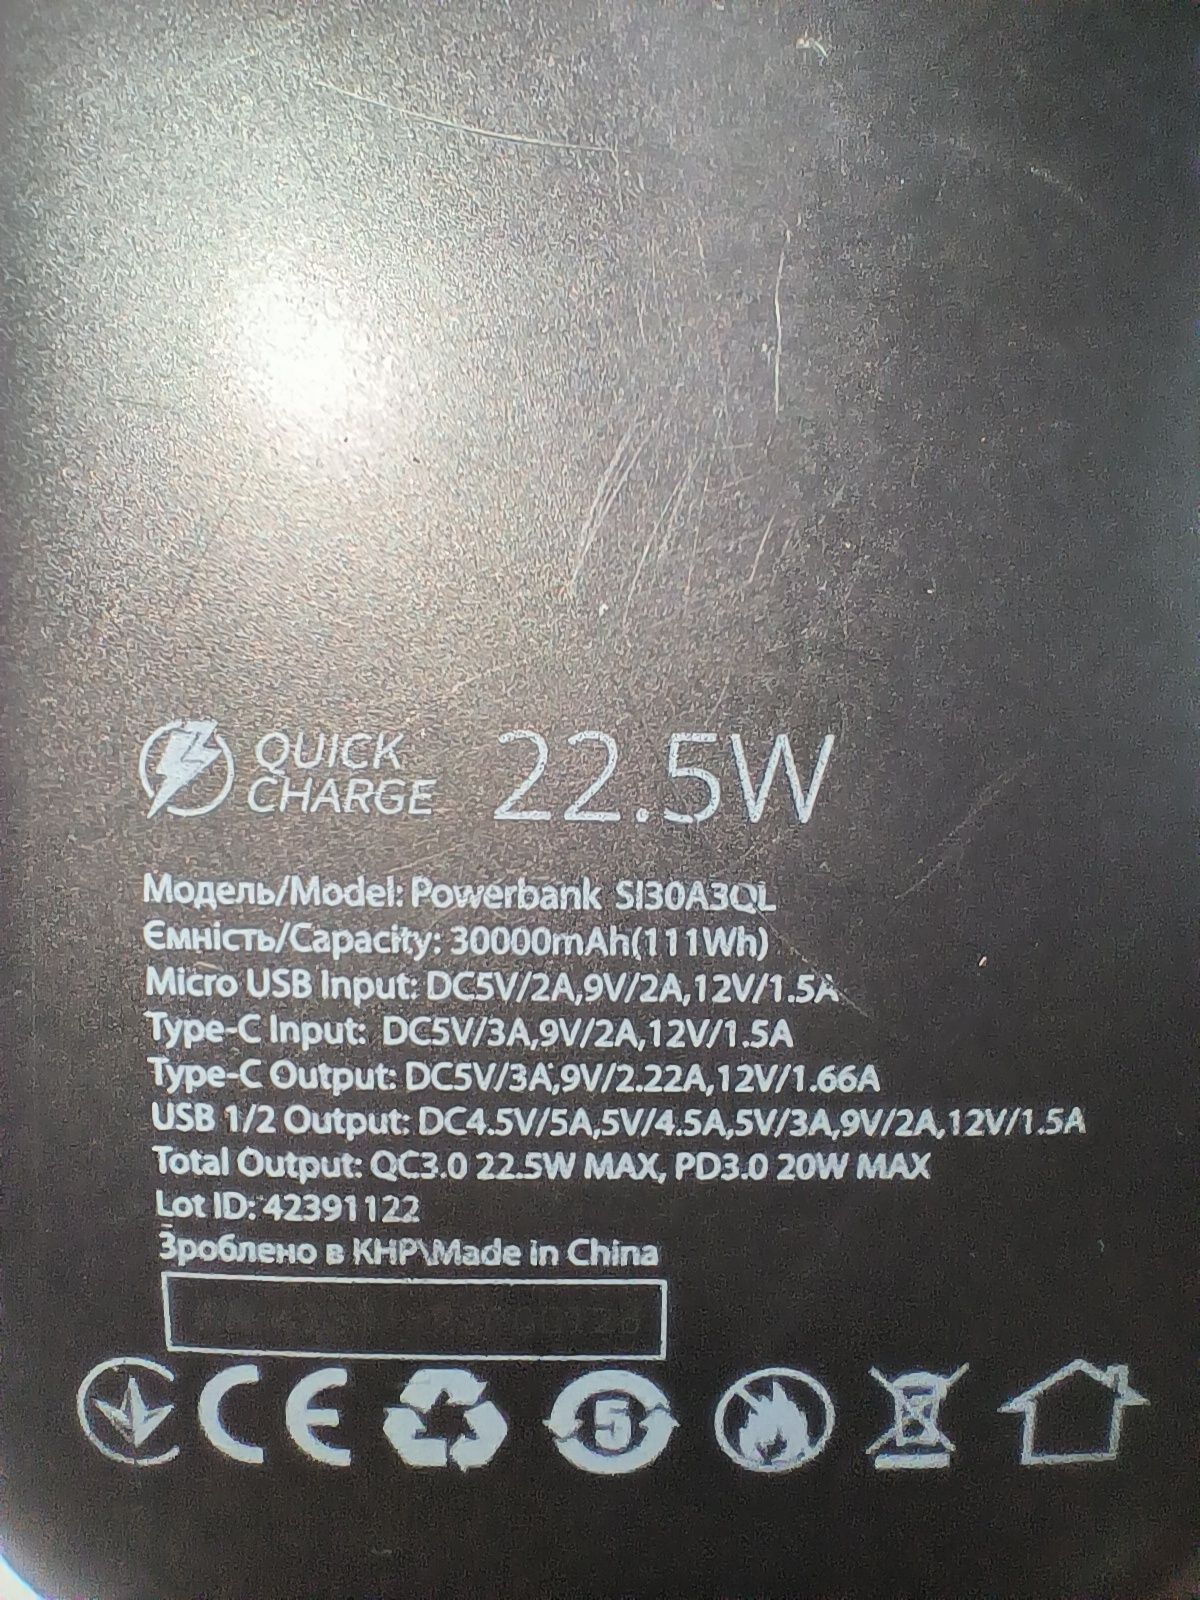 QUICK CHARGE 22.5W
Модель/Model: Powerbank SI30A3QL
Ємність/Capacity: 30000mAh(111Wh)
Micro USB Input: DC5V/2A,9V/2A,12V/1.5A
Type-C Input: DC5V/3A,9V/2A,12V/1.5A
Type-C Output: DC5V/3A,9V/2.22A,12V/1.66A
USB 1/2 Output: DC4.5V/5A,5V/4.5A,5V/3A,9V/2A,12V/1.5A
Total Output: QC3.0 22.5W MAX, PD3.0 20W MAX
Lot ID: 42391122
Зроблено в КНР\Made in China
CE 5